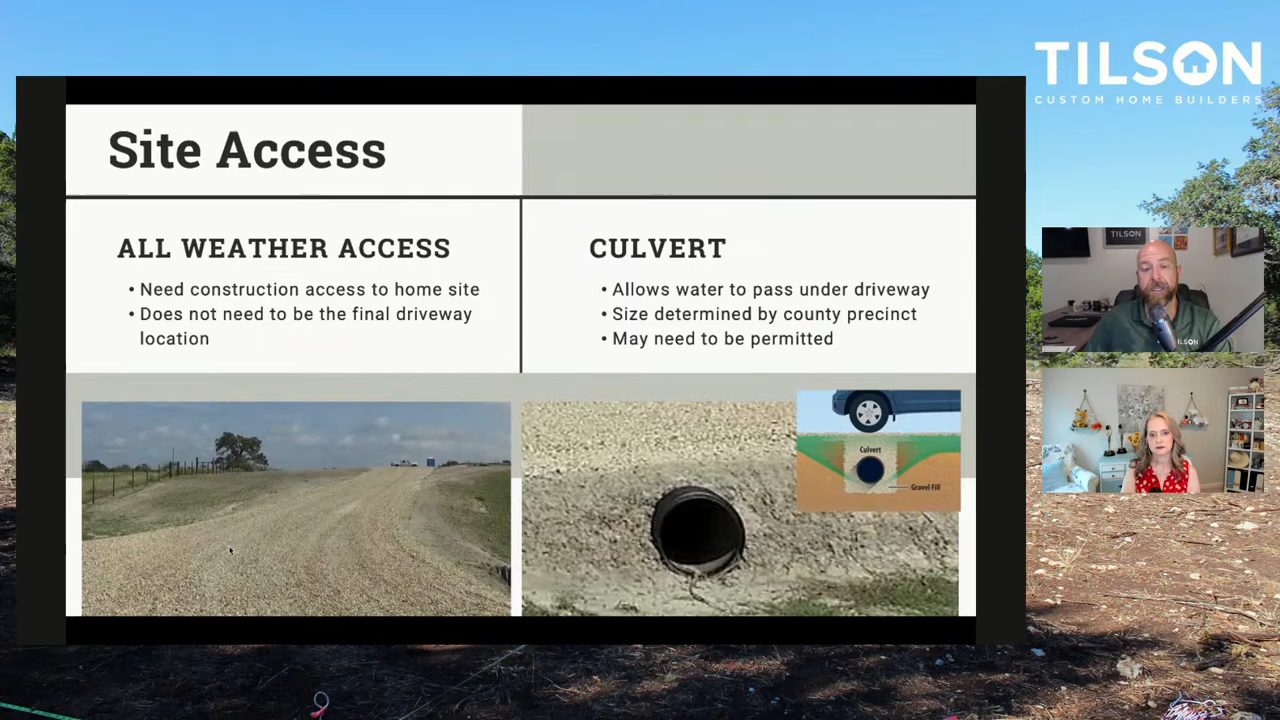 TILSON
CUSTOM HOME BUILDERS
Site Access
ALL WEATHER ACCESS
• Need construction access to home site
• Does not need to be the final driveway
location
CULVERT
• Allows water to pass under driveway
• Size determined by county precinct
• May need to be permitted
Culvert
Gravel Fill
TILSON
ILSON